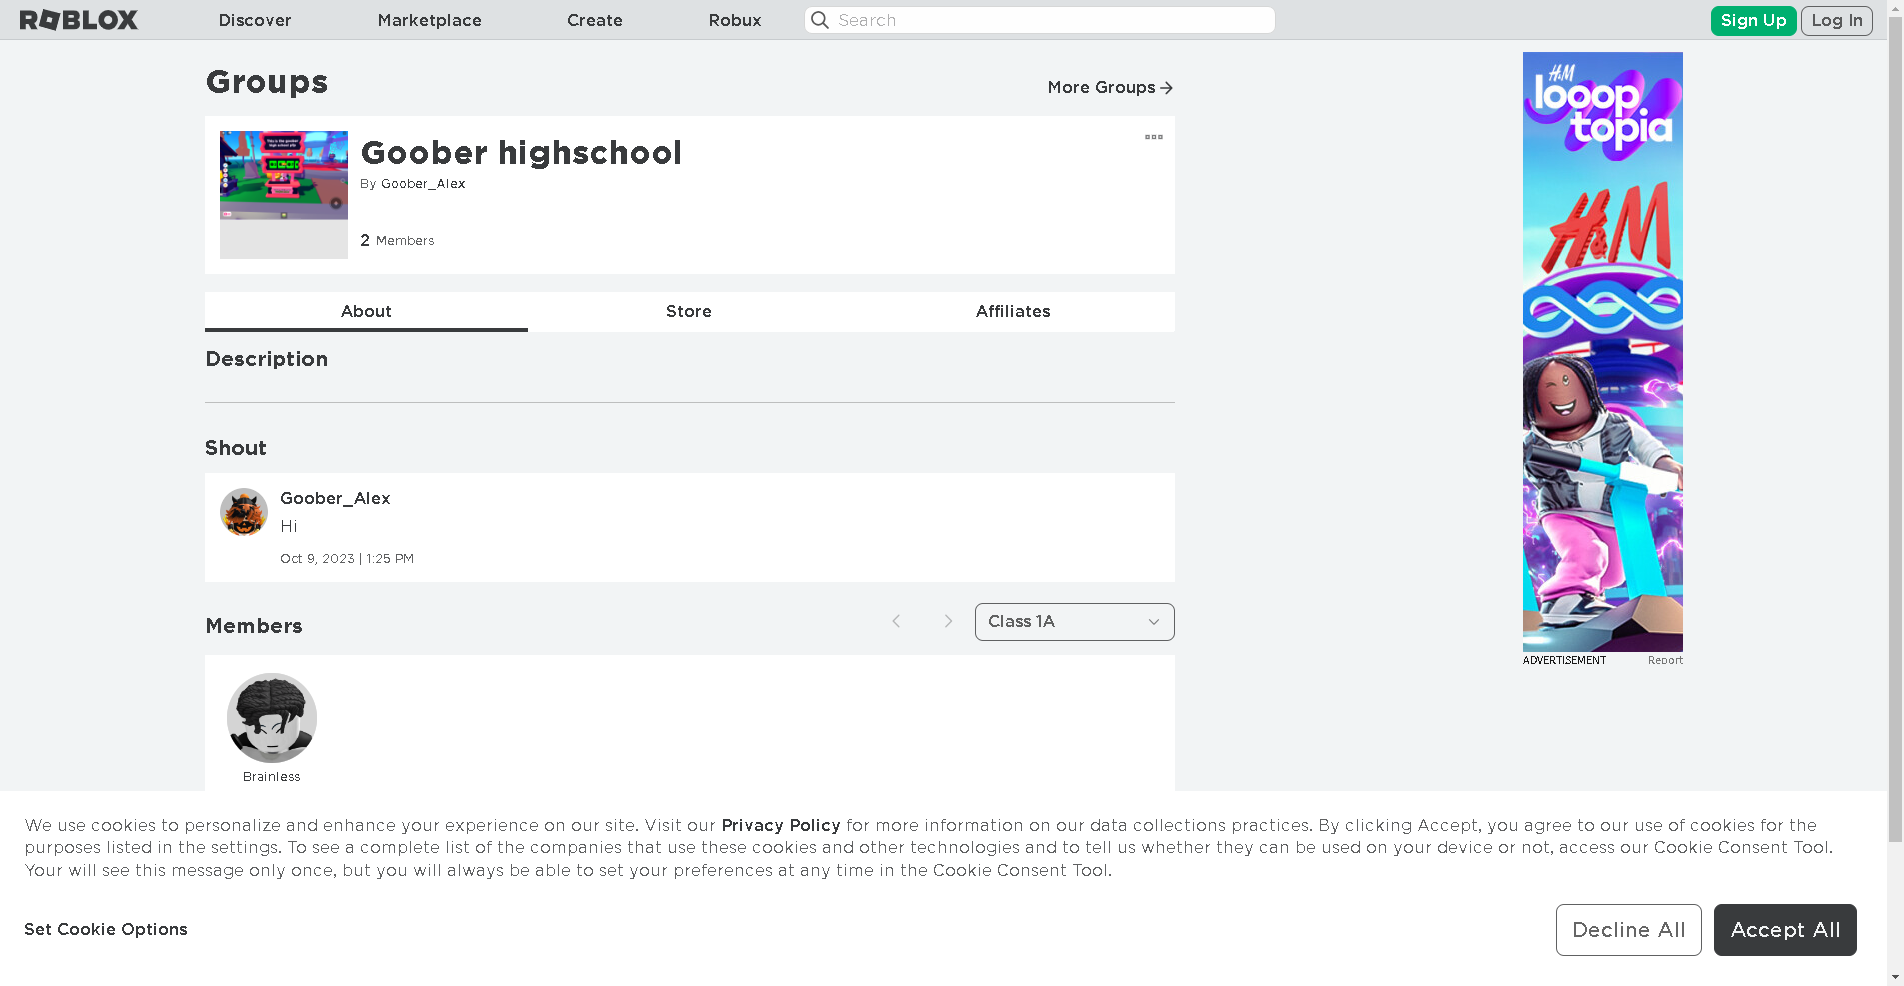 ROBLOX
Discover
Marketplace
Create
Robux
Search
Sign Up
Log In
Groups
More Groups
Goober highschool
By Goober_Alex
2 Members
About
Store
Affiliates
Description
Shout
Goober_Alex
Hi
Oct 9, 2023 | 1:25 PM
Members
Class 1A
Brainless
H&M
looop
topia
H&M
ADVERTISEMENT
Report
We use cookies to personalize and enhance your experience on our site. Visit our Privacy Policy for more information on our data collections practices. By clicking Accept, you agree to our use of cookies for the
purposes listed in the settings. To see a complete list of the companies that use these cookies and other technologies and to tell us whether they can be used on your device or not, access our Cookie Consent Tool.
Your will see this message only once, but you will always be able to set your preferences at any time in the Cookie Consent Tool.
Set Cookie Options
Decline All
Accept All